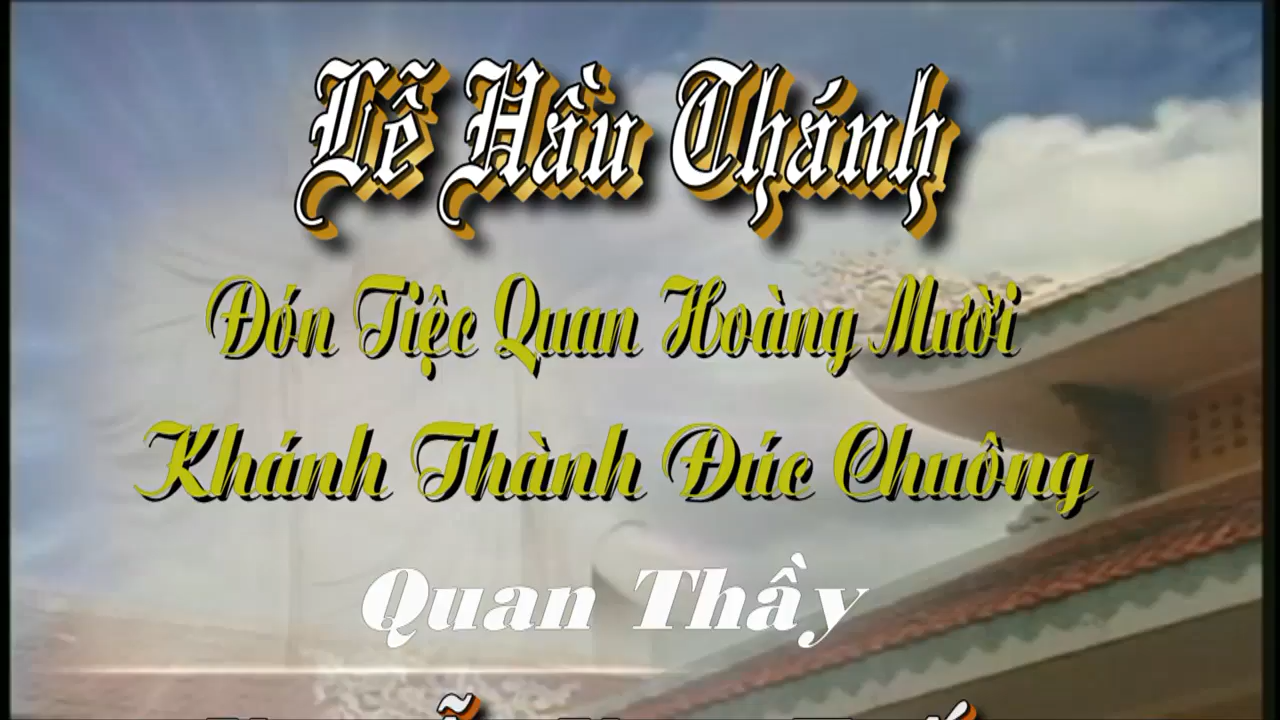 Lễ Hầu Thánh
Đón Tiệc Quan Hoàng Mười
Khánh Thành Đúc Chuông
Quan Thầy